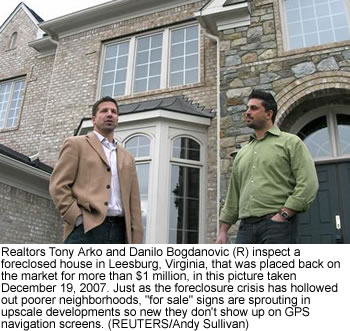 Realtors Tony Arko and Danilo Bogdanovic (R) inspect a
foreclosed house in Leesburg, Virginia, that was placed back on
the market for more than $1 million, in this picture taken
December 19, 2007. Just as the foreclosure crisis has hollowed
out poorer neighborhoods, "for sale" signs are sprouting in
upscale developments so new they don't show up on GPS
navigation screens. (REUTERS/Andy Sullivan)